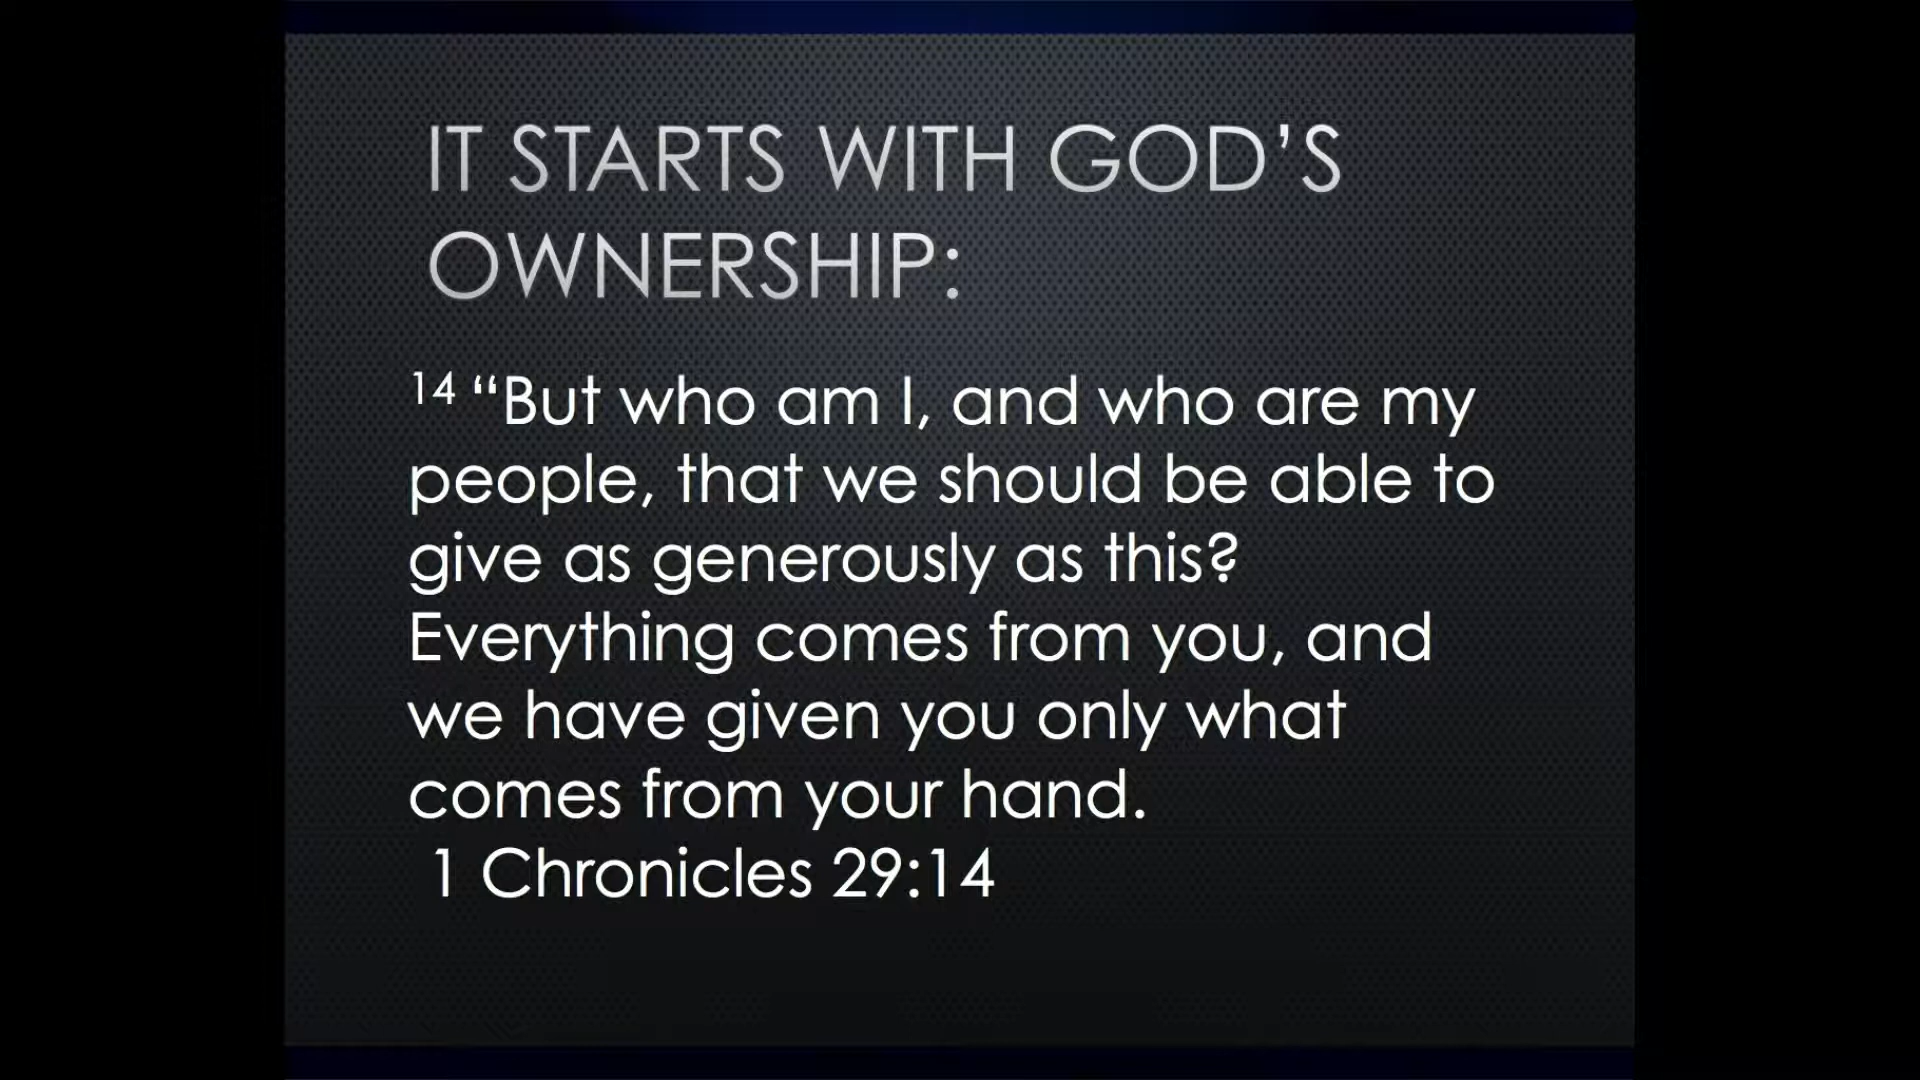 IT STARTS WITH GOD’S
OWNERSHIP:
14 “But who am I, and who are my
people, that we should be able to
give as generously as this?
Everything comes from you, and
we have given you only what
comes from your hand.
1 Chronicles 29:14